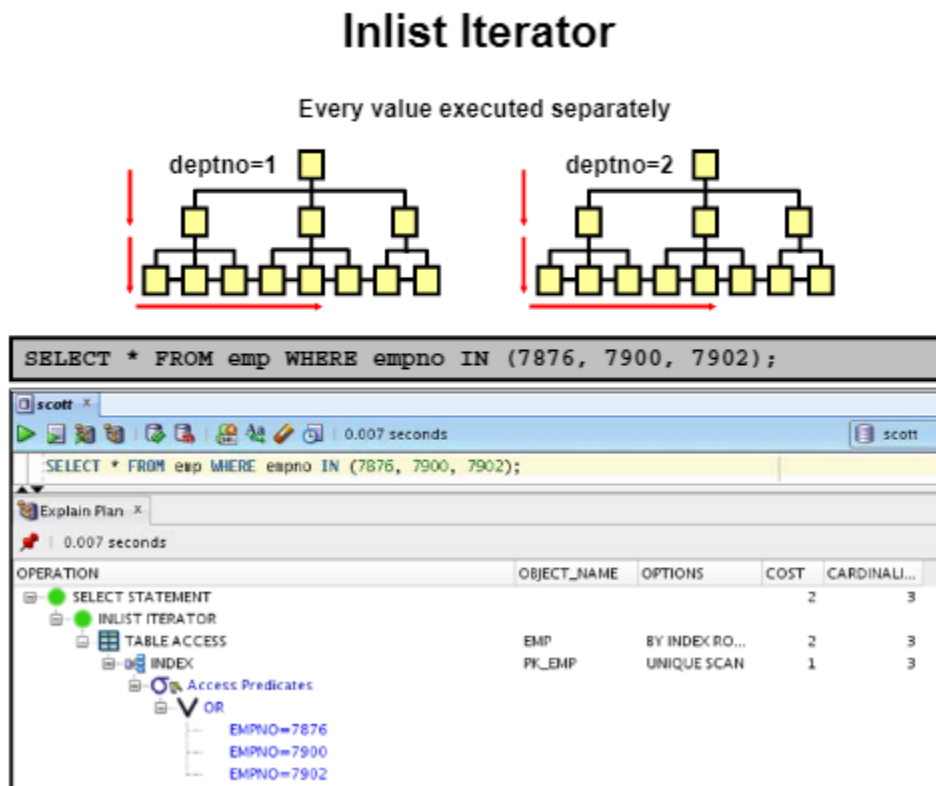 Inlist Iterator
Every value executed separately
deptno=1 deptno=2
SELECT * FROM emp WHERE empno IN (7876, 7900, 7902);
scott
0.007 seconds scott
SELECT * FROM emp WHERE empno IN (7876, 7900, 7902);
Explain Plan
0.007 seconds
OPERATION OBJECT_NAME OPTIONS COST CARDINALI...
SELECT STATEMENT 2 3
INLIST ITERATOR
TABLE ACCESS EMP BY INDEX RO... 2 3
INDEX PK_EMP UNIQUE SCAN 1 3
Access Predicates
OR
EMPNO=7876
EMPNO=7900
EMPNO=7902